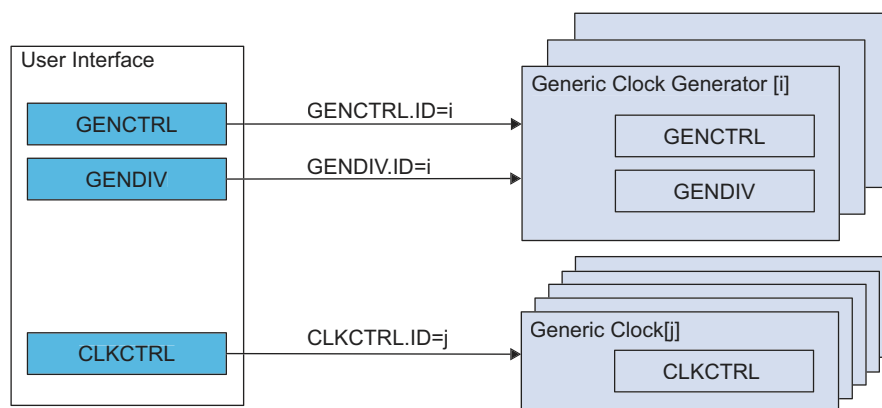 User Interface
GENCTRL
GENDIV
CLKCTRL
GENCTRL.ID=i
GENDIV.ID=i
CLKCTRL.ID=j
Generic Clock Generator [i]
GENCTRL
GENDIV
Generic Clock[j]
CLKCTRL